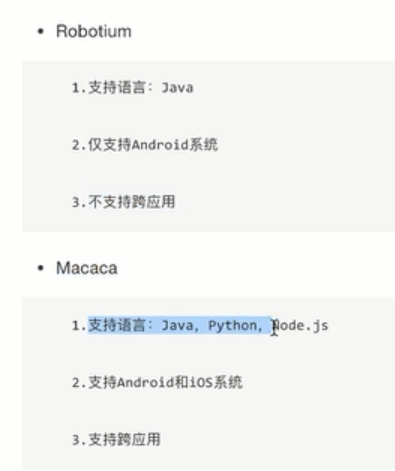 • Robotium
1.支持语言：Java
2.仅支持Android系统
3.不支持跨应用
• Macaca
1.支持语言：Java, Python, Node.js
2.支持Android和iOS系统
3.支持跨应用